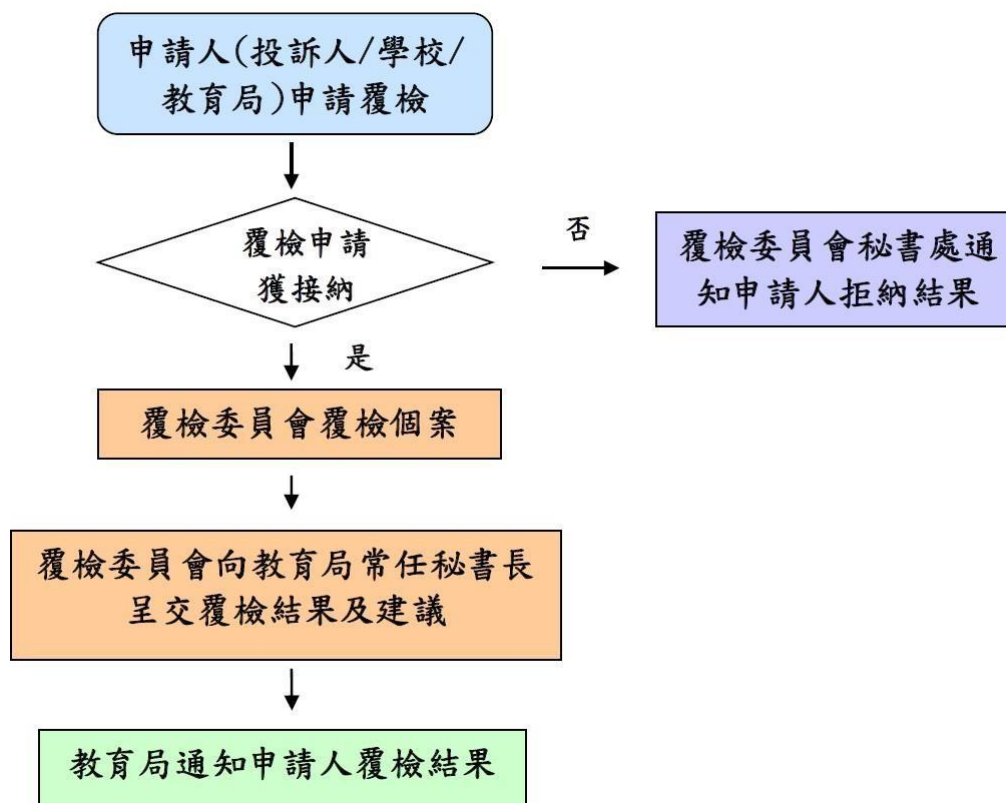 申請人(投訴人/學校/
教育局)申請覆檢
覆檢申請
獲接納
否
覆檢委員會秘書處通
知申請人拒納結果
是
覆檢委員會覆檢個案
覆檢委員會向教育局常任秘書長
呈交覆檢結果及建議
教育局通知申請人覆檢結果